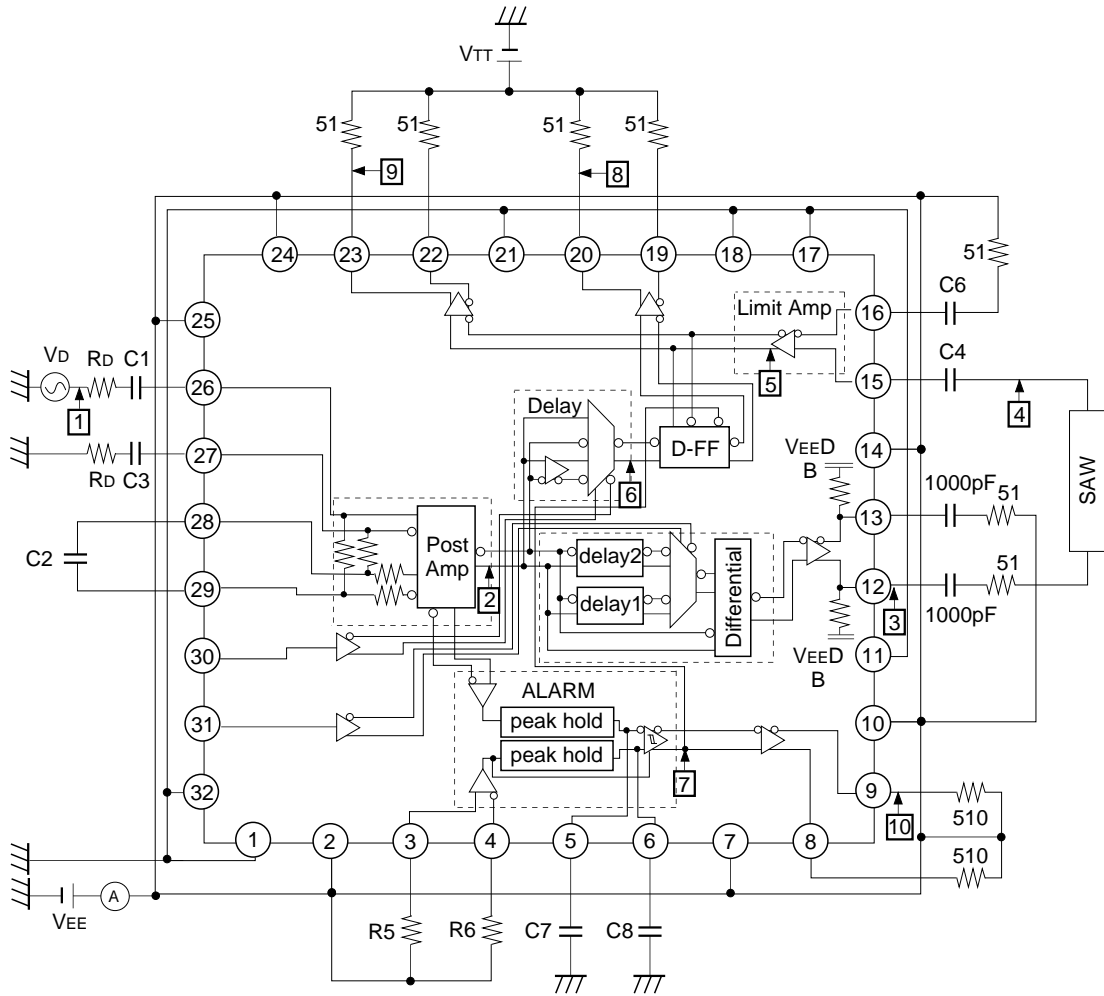 VTT
51 51 51 51
9 8
24 23 22 21 20 19 18 17
51
C6
Limit Amp
16
25
VD RD C1
26
1
5
15
C4
4
Delay
D-FF
6
VEED
B
14
RD C3
27
1000pF 51
13
SAW
28
C2
29
Post
Amp
2
delay2
delay1
Differential
12
3
1000pF
51
VEED
B
11
30
31
ALARM
peak hold
peak hold
7
10
32
9
10
510
510
1 2 3 4 5 6 7 8
VEE
A
R5 R6 C7 C8